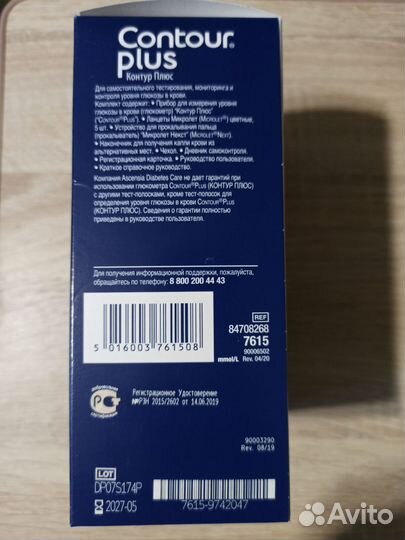 Contour®
plus
Контур Плюс
Для самостоятельного тестирования, мониторинга и
контроля уровня глюкозы в крови.
Комплект содержит: • Прибор для измерения уровня
глюкозы в крови (глюкометр) "Контур Плюс"
("CONTOUR®PLUS"). • Ланцеты Микролет (MICROLET®) цветные,
5 шт. • Устройство для прокалывания пальца
(прокалыватель) "Микролет Некст" (MICROLET®NEXT).
• Наконечник для получения капли крови из
альтернативных мест. • Чехол. • Дневник самоконтроля.
• Регистрационная карточка. • Руководство пользователя.
• Краткое справочное руководство.
Компания Ascensia Diabetes Care не дает гарантий при
использовании глюкометра CONTOUR®PLUS (КОНТУР ПЛЮС)
с другими тест-полосками, кроме тест-полосок для
определения уровня глюкозы в крови CONTOUR®PLUS
(КОНТУР ПЛЮС). Сведения о гарантии полностью
приведены в руководстве пользователя.
Для получения информационной поддержки, пожалуйста,
обращайтесь по телефону: 8 800 200 44 43
REF
84708268
7615
90006502
mmol/L Rev. 04/20
5 016003 761508
добровольная
сертификация
Регистрационное Удостоверение
№РЗН 2015/2602 от 14.06.2019
90003290
Rev. 08/19
LOT
DP07S174P
2027-05
7615-9742047
Avito